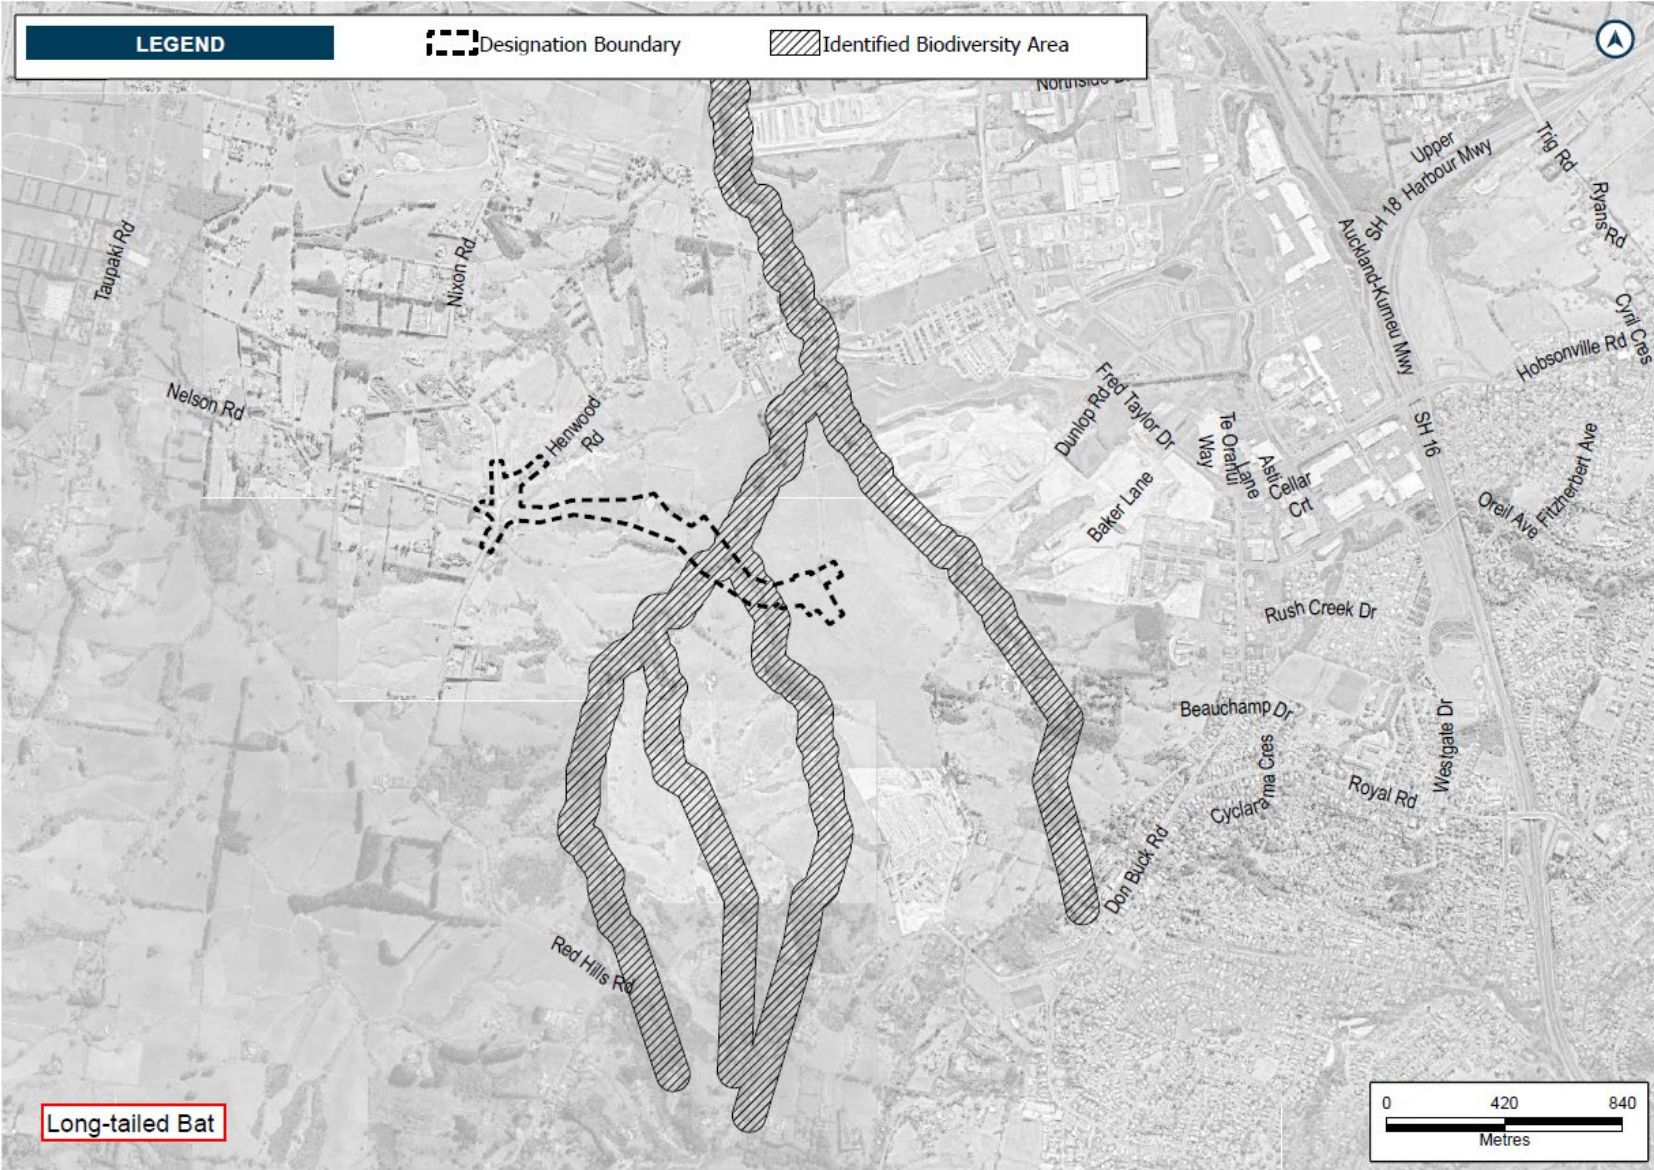 LEGEND
Designation Boundary
Identified Biodiversity Area
Upper
Harbour Mwy
SH 18
Trig Rd
Ryans Rd
Taupaki Rd
Nixon Rd
Auckland-Kumeu Mwy
Cyril Cres
Hobsonville Rd
Nelson Rd
Henwood
Rd
Fred Taylor Dr
Dunlop Rd
Te Oranui
Way
Asti
Lane
Cellar
Crt
SH 16
Fitzherbert Ave
Oreil Ave
Baker Lane
Rush Creek Dr
Beauchamp Dr
Westgate Dr
Cyclarama Cres
Royal Rd
Don Buck Rd
Red Hills Rd
Long-tailed Bat
0 420 840
Metres